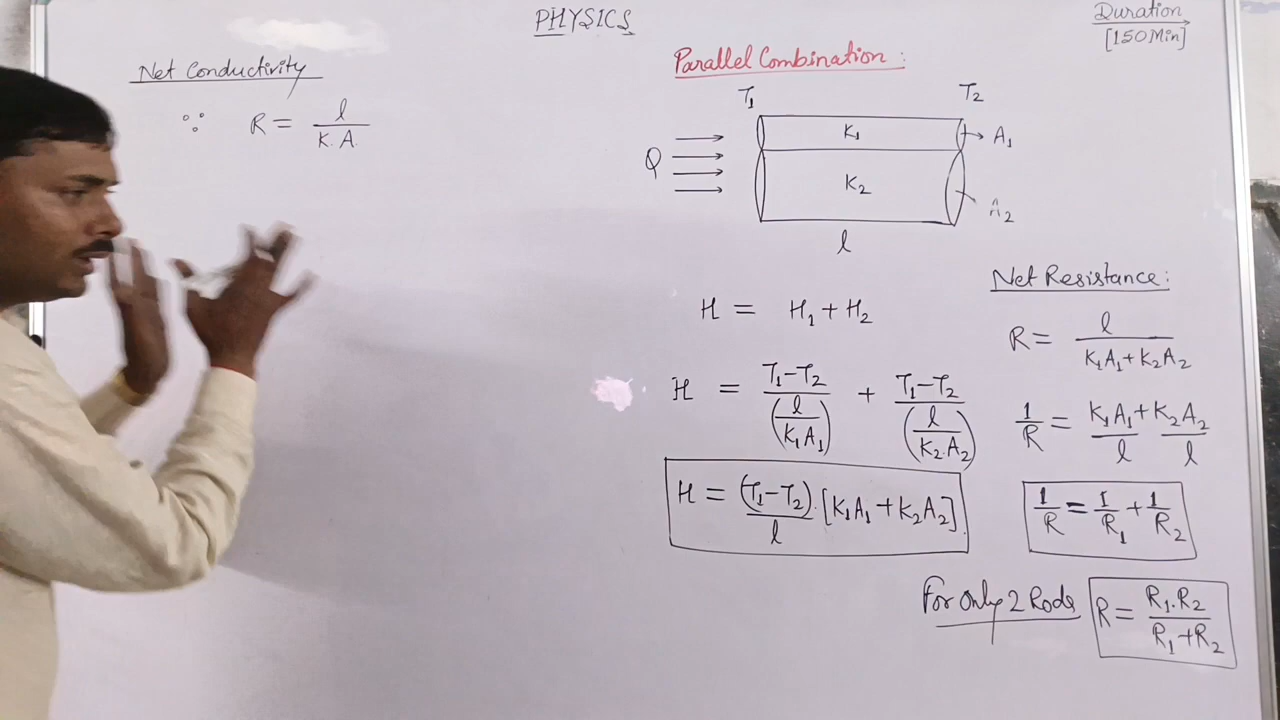 PHYSICS
Duration
[150 Min]
Net Conductivity
∵ R = l / K.A.
Parallel Combination :
T₁ T₂
Q K₁ A₁
K₂ A₂
l
H = H₁ + H₂
H = (T₁-T₂) / (l / K₁A₁) + (T₁-T₂) / (l / K₂.A₂)
H = (T₁-T₂) / l . [K₁A₁ + K₂A₂]
Net Resistance :
R = l / (K₁A₁ + K₂A₂)
1/R = K₁A₁/l + K₂A₂/l
1/R = 1/R₁ + 1/R₂
For only 2 Rods R = R₁.R₂ / (R₁+R₂)